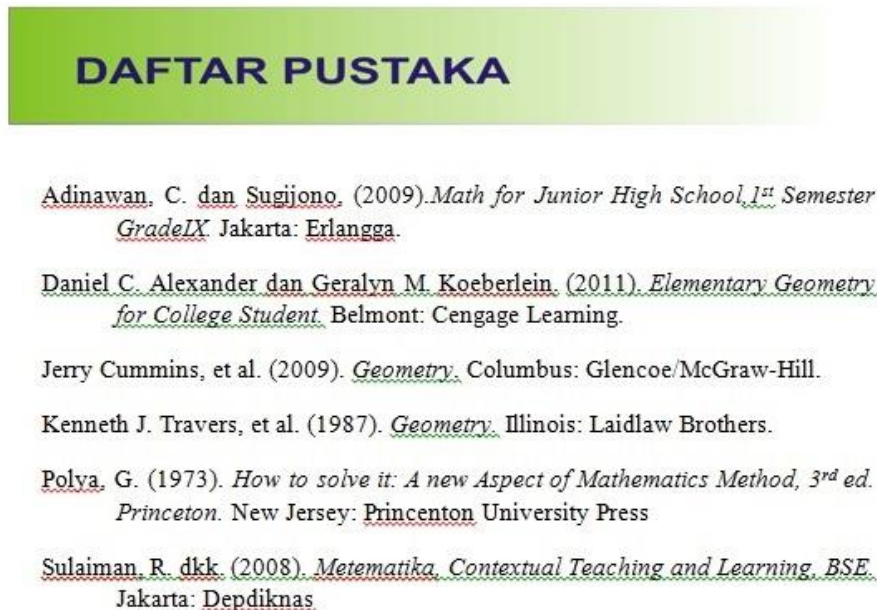 DAFTAR PUSTAKA
Adinawan, C. dan Sugijono, (2009).Math for Junior High School,1st Semester
GradeIX. Jakarta: Erlangga.
Daniel C. Alexander dan Geralyn M. Koeberlein. (2011). Elementary Geometry
for College Student. Belmont: Cengage Learning.
Jerry Cummins, et al. (2009). Geometry. Columbus: Glencoe/McGraw-Hill.
Kenneth J. Travers, et al. (1987). Geometry. Illinois: Laidlaw Brothers.
Polya, G. (1973). How to solve it: A new Aspect of Mathematics Method, 3rd ed.
Princeton. New Jersey: Princenton University Press
Sulaiman, R. dkk. (2008). Metematika, Contextual Teaching and Learning, BSE.
Jakarta: Depdiknas